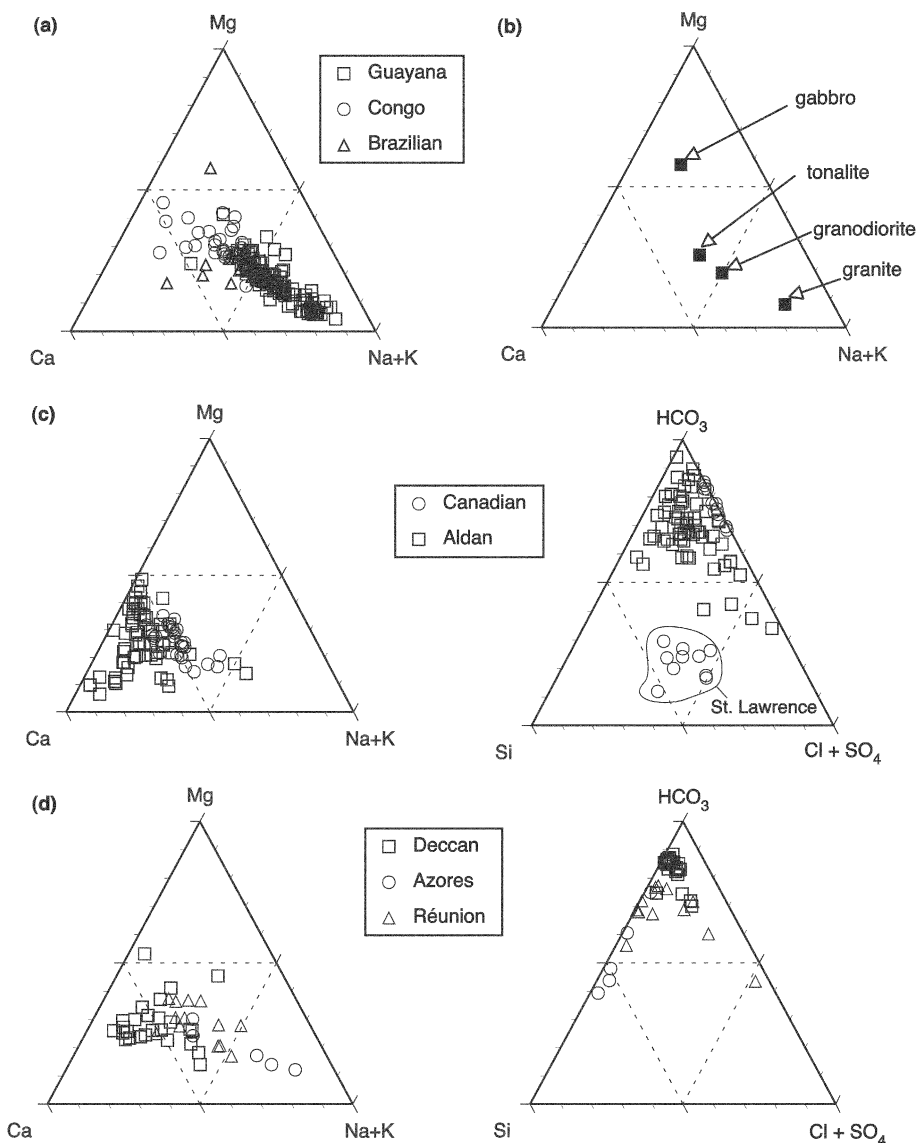 (a)
Mg
Guayana
Congo
Brazilian
Ca
Na+K
(b)
Mg
gabbro
tonalite
granodiorite
granite
Ca
Na+K
(c)
Mg
Canadian
Aldan
Ca
Na+K
HCO3
St. Lawrence
Si
Cl + SO4
(d)
Mg
Deccan
Azores
Réunion
Ca
Na+K
HCO3
Si
Cl + SO4